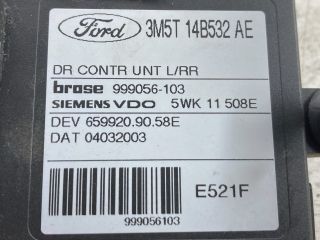 Ford 3M5T 14B532 AE
DR CONTR UNT L/RR
brose 999056-103
SIEMENS VDO 5WK 11 508E
DEV 659920.90.58E
DAT 04032003
E521F
999056103